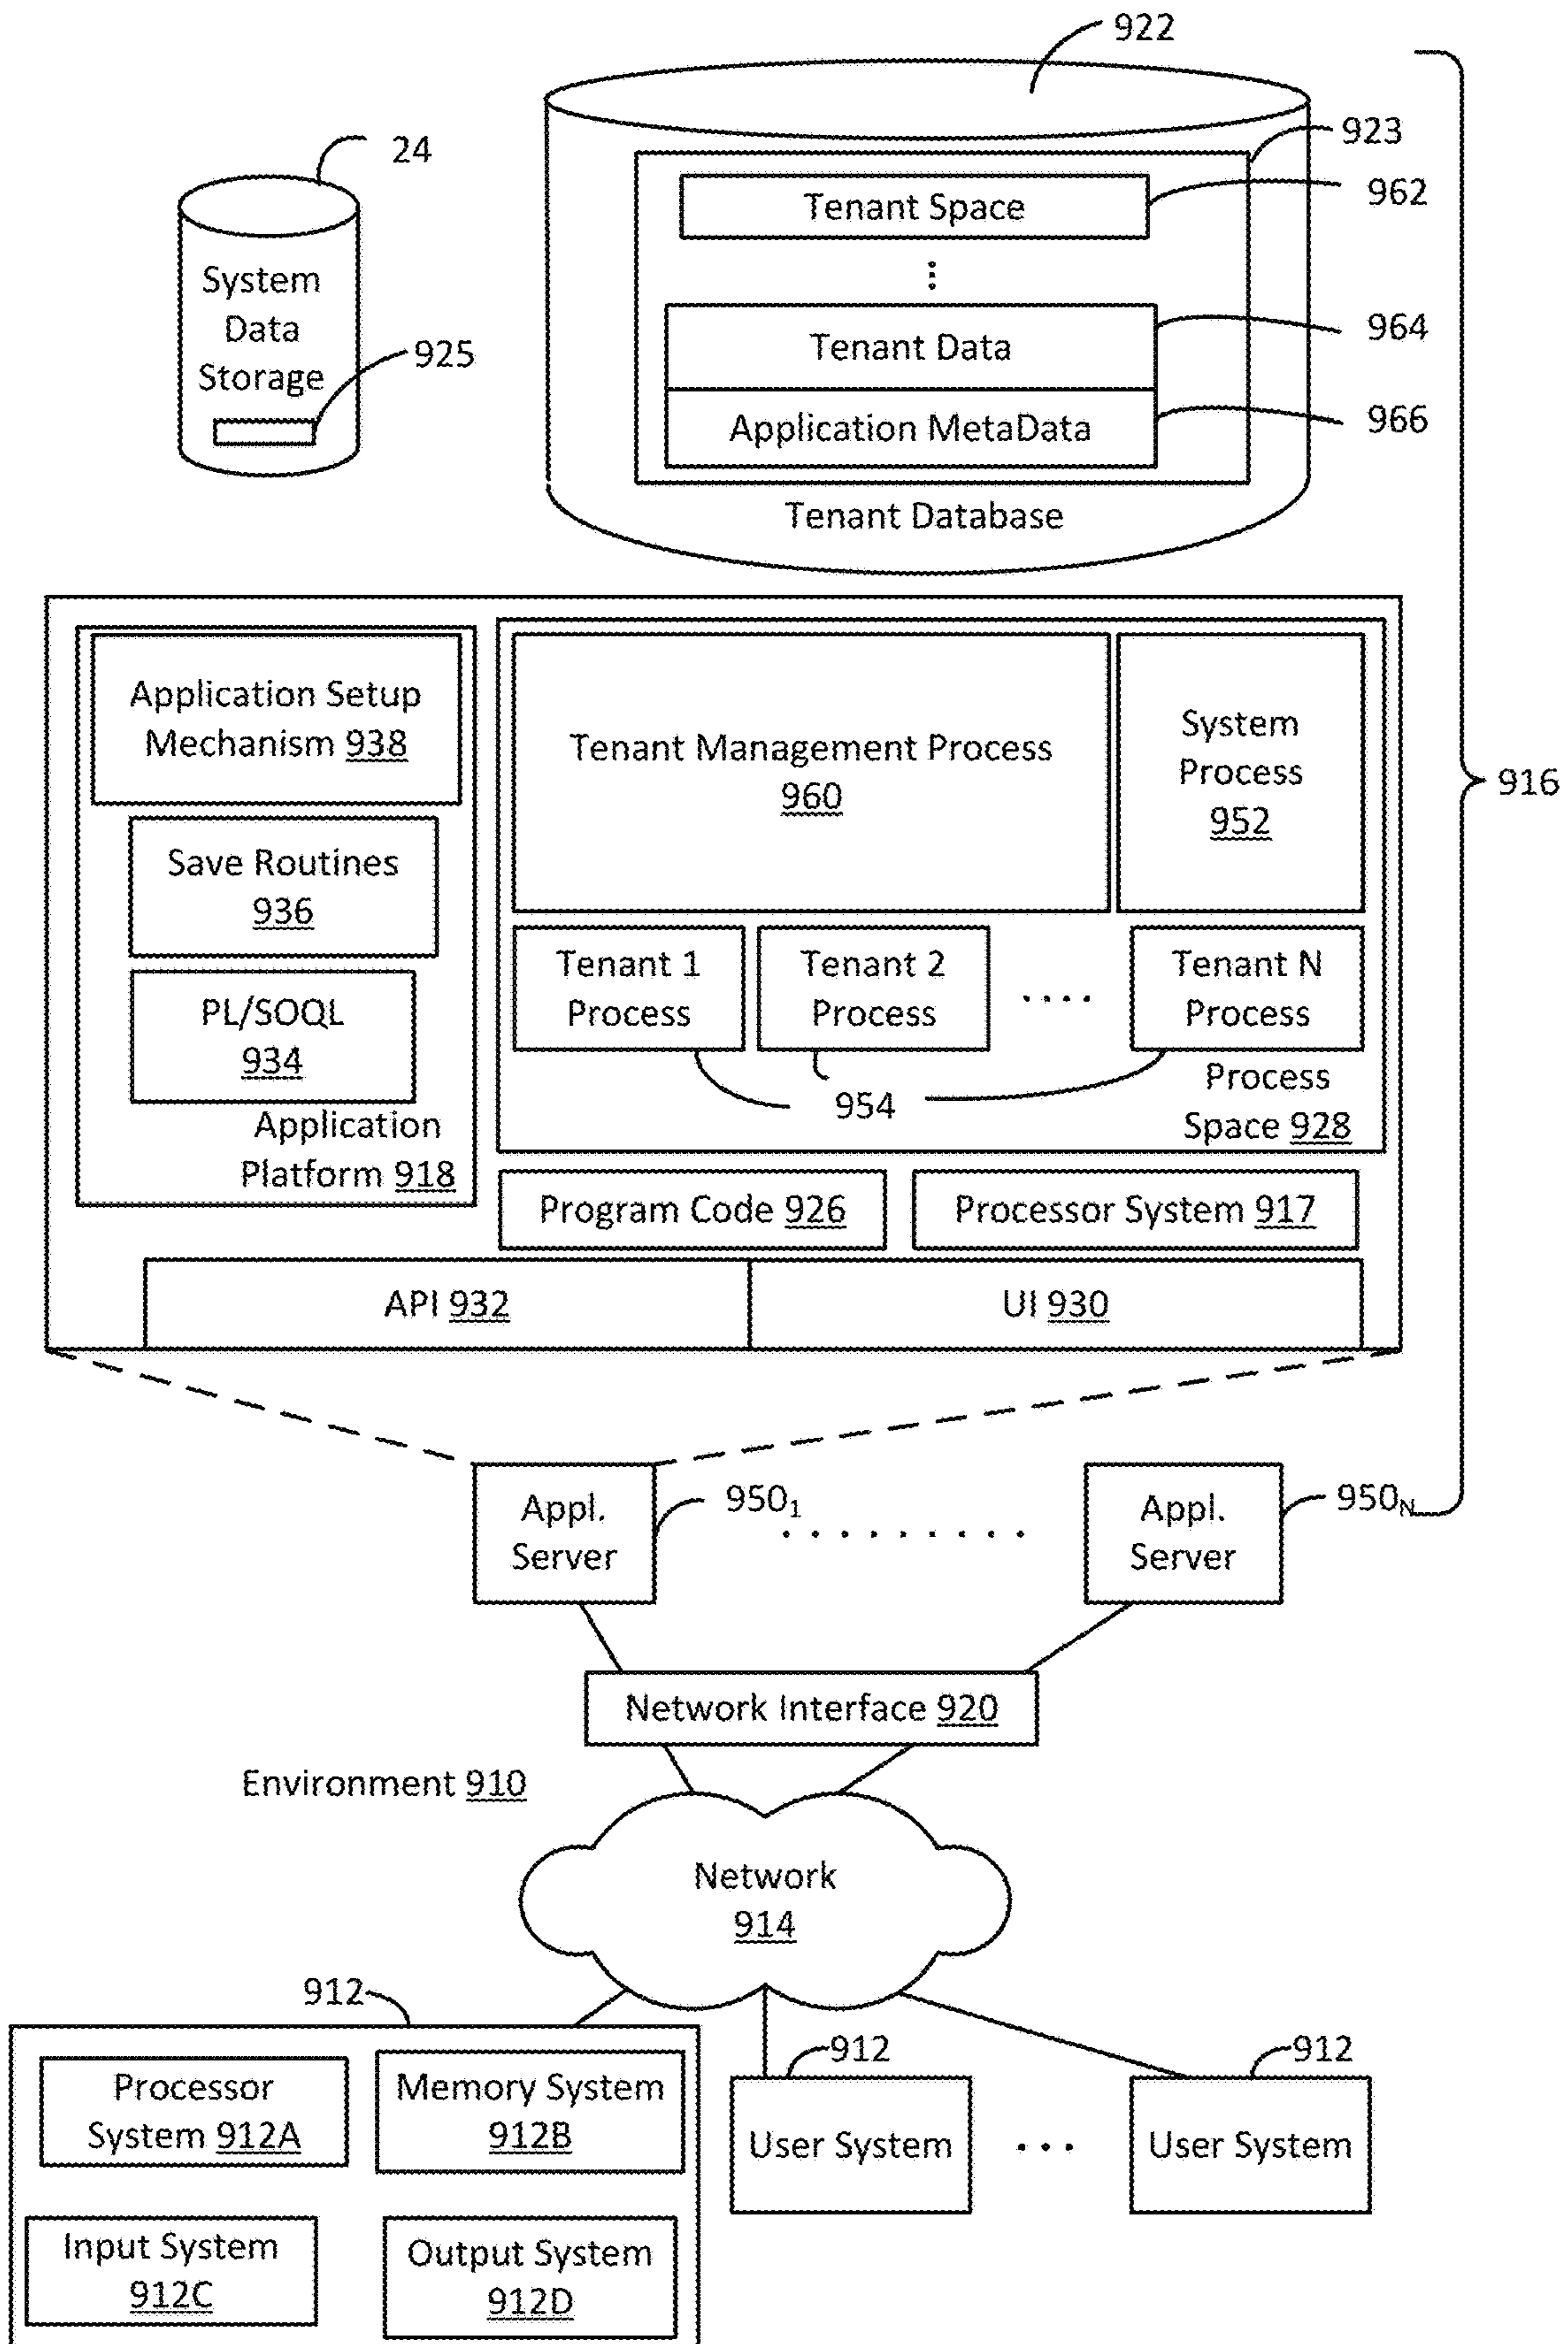 922
923
24
962
Tenant Space
System
Data
Storage
964
Tenant Data
925
966
Application MetaData
Tenant Database
Application Setup
Mechanism 938
Tenant Management Process
960
System
Process
952
916
Save Routines
936
Tenant 1
Process
Tenant 2
Process
....
Tenant N
Process
PL/SOQL
934
954
Process
Space 928
Application
Platform 918
Program Code 926
Processor System 917
API 932
UI 930
Appl.
Server
950₁
.........
Appl.
Server
950ₙ
Network Interface 920
Environment 910
Network
914
912
912
912
Processor
System 912A
Memory System
912B
User System
...
User System
Input System
912C
Output System
912D